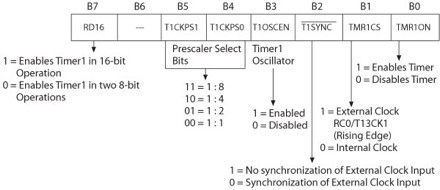 B7 B6 B5 B4 B3 B2 B1 B0
RD16 --- T1CKPS1 T1CKPS0 T1OSCEN T1SYNC TMR1CS TMR1ON
1 = Enables Timer1 in 16-bit
Operation
0 = Enables Timer1 in two 8-bit
Operations
Prescaler Select
Bits
11 = 1 : 8
10 = 1 : 4
01 = 1 : 2
00 = 1 : 1
Timer1
Oscillator
1 = Enabled
0 = Disabled
1 = Enables Timer
0 = Disables Timer
1 = External Clock
RC0/T13CK1
(Rising Edge)
0 = Internal Clock
1 = No synchronization of External Clock Input
0 = Synchronization of External Clock Input